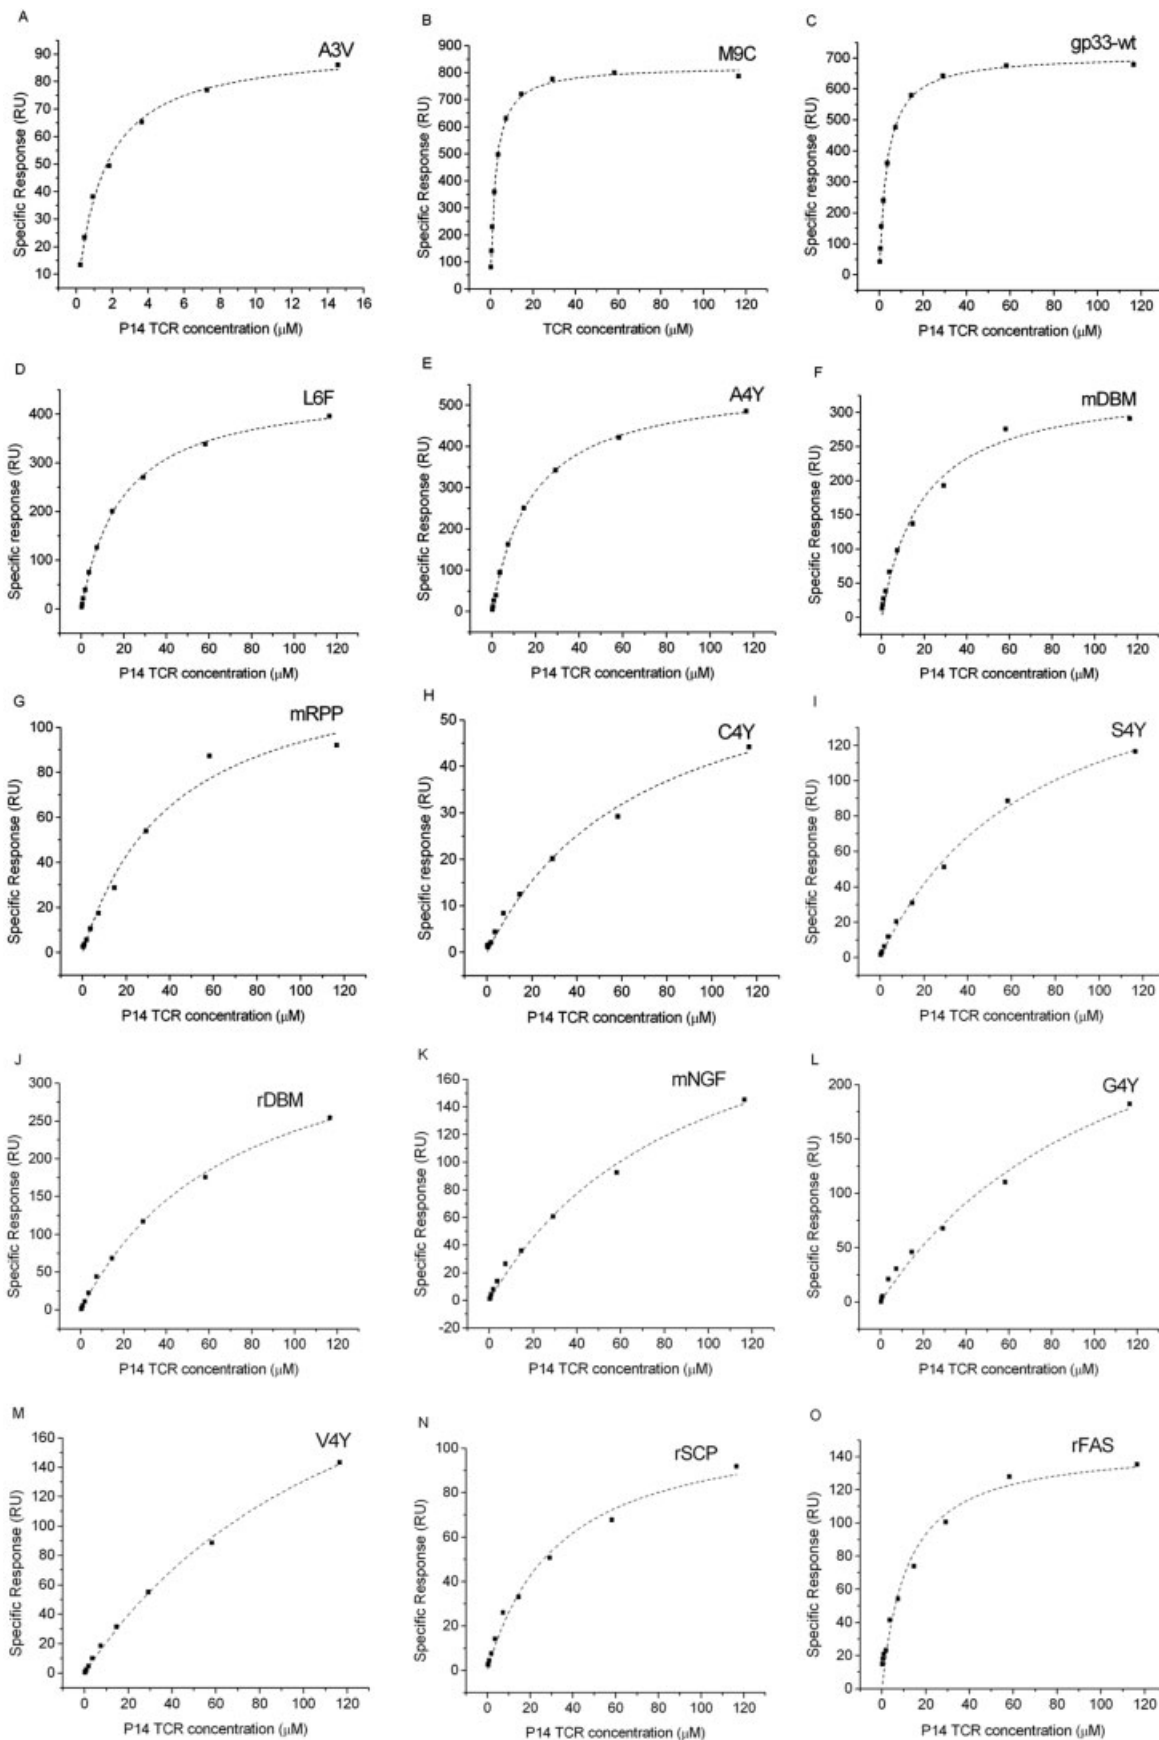 A
A3V
Specific Response (RU)
90
80
70
60
50
40
30
20
10
0 2 4 6 8 10 12 14 16
P14 TCR concentration (μM)
B
M9C
Specific Response (RU)
900
800
700
600
500
400
300
200
100
0
0 20 40 60 80 100 120
TCR concentration (μM)
C
gp33-wt
Specific response (RU)
700
600
500
400
300
200
100
0
0 20 40 60 80 100 120
P14 TCR concentration (μM)
D
L6F
Specific response (RU)
400
300
200
100
0
0 20 40 60 80 100 120
P14 TCR concentration (μM)
E
A4Y
Specific Response (RU)
500
400
300
200
100
0
0 20 40 60 80 100 120
P14 TCR concentration (μM)
F
mDBM
Specific Response (RU)
300
250
200
150
100
50
0
0 20 40 60 80 100 120
P14 TCR concentration (μM)
G
mRPP
Specific Response (RU)
100
80
60
40
20
0
0 20 40 60 80 100 120
P14 TCR concentration (μM)
H
C4Y
Specific response (RU)
50
40
30
20
10
0
0 20 40 60 80 100 120
P14 TCR concentration (μM)
I
S4Y
Specific Response (RU)
120
100
80
60
40
20
0
0 20 40 60 80 100 120
P14 TCR concentration (μM)
J
rDBM
Specific Response (RU)
300
250
200
150
100
50
0
0 20 40 60 80 100 120
P14 TCR concentration (μM)
K
mNGF
Specific Response (RU)
160
140
120
100
80
60
40
20
0
-20
0 20 40 60 80 100 120
P14 TCR concentration (μM)
L
G4Y
Specific Response (RU)
200
150
100
50
0
0 20 40 60 80 100 120
P14 TCR concentration (μM)
M
V4Y
Specific Response (RU)
160
140
120
100
80
60
40
20
0
0 20 40 60 80 100 120
P14 TCR concentration (μM)
N
rSCP
Specific Response (RU)
100
80
60
40
20
0
0 20 40 60 80 100 120
P14 TCR concentration (μM)
O
rFAS
Specific Response (RU)
140
120
100
80
60
40
20
0
0 20 40 60 80 100 120
P14 TCR concentration (μM)